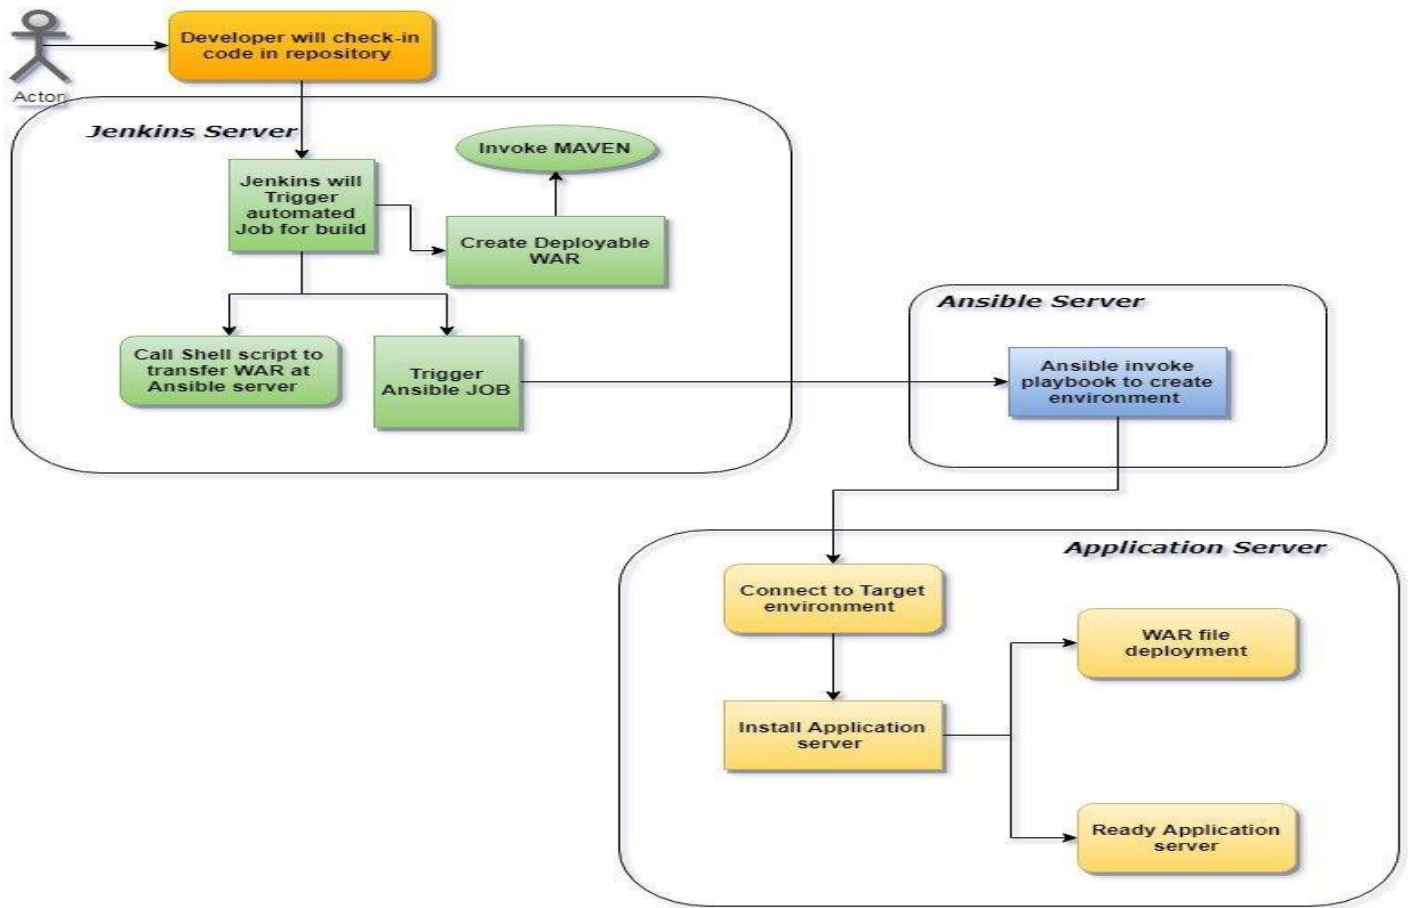 Developer will check-in
code in repository
Actor
Jenkins Server
Invoke MAVEN
Jenkins will
Trigger
automated
Job for build
Create Deployable
WAR
Ansible Server
Call Shell script to
transfer WAR at
Ansible server
Trigger
Ansible JOB
Ansible invoke
playbook to create
environment
Application Server
Connect to Target
environment
WAR file
deployment
Install Application
server
Ready Application
server